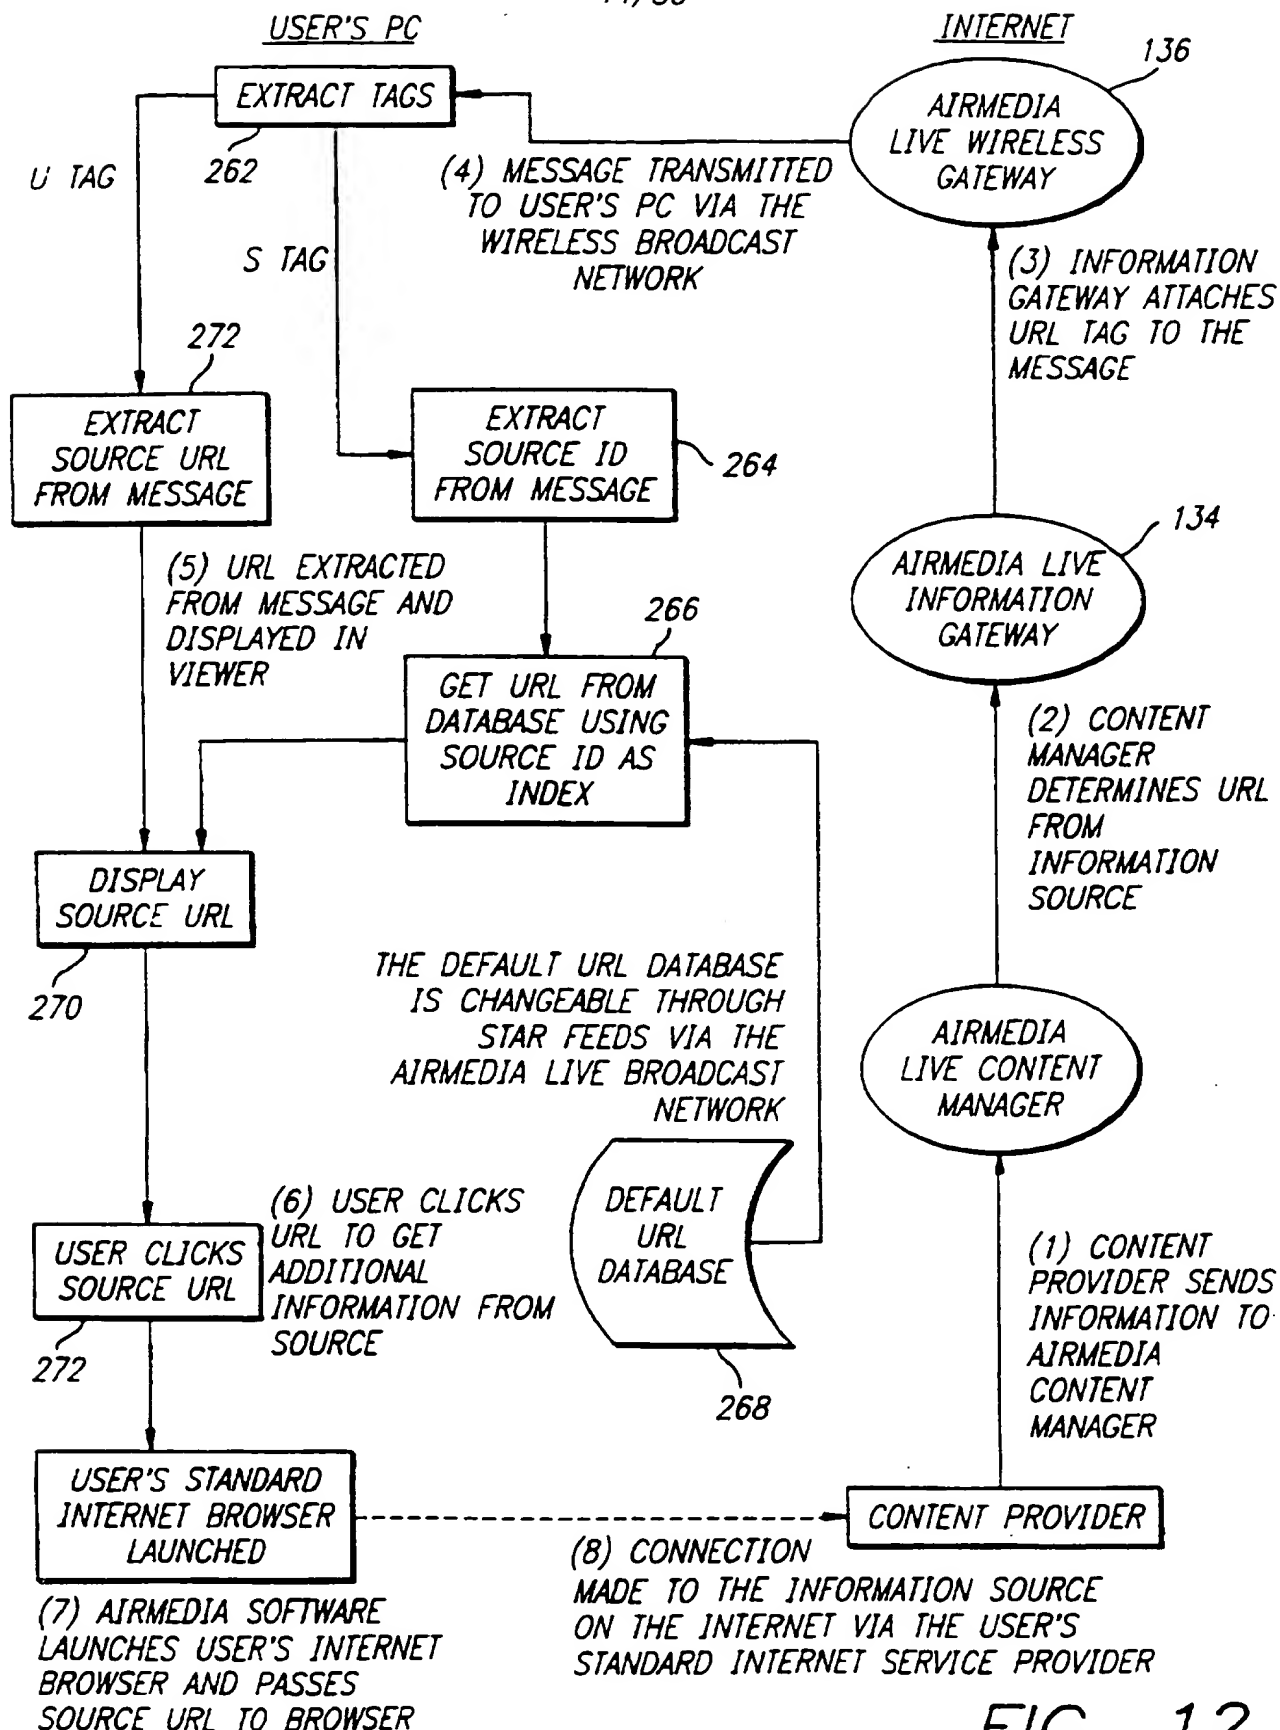 USER'S PC
INTERNET
136
EXTRACT TAGS
262
AIRMEDIA
LIVE WIRELESS
GATEWAY
U TAG
S TAG
(4) MESSAGE TRANSMITTED
TO USER'S PC VIA THE
WIRELESS BROADCAST
NETWORK
(3) INFORMATION
GATEWAY ATTACHES
URL TAG TO THE
MESSAGE
272
EXTRACT
SOURCE URL
FROM MESSAGE
EXTRACT
SOURCE ID
FROM MESSAGE
264
134
AIRMEDIA LIVE
INFORMATION
GATEWAY
(5) URL EXTRACTED
FROM MESSAGE AND
DISPLAYED IN
VIEWER
266
GET URL FROM
DATABASE USING
SOURCE ID AS
INDEX
(2) CONTENT
MANAGER
DETERMINES URL
FROM
INFORMATION
SOURCE
DISPLAY
SOURCE URL
270
THE DEFAULT URL DATABASE
IS CHANGEABLE THROUGH
STAR FEEDS VIA THE
AIRMEDIA LIVE BROADCAST
NETWORK
AIRMEDIA
LIVE CONTENT
MANAGER
DEFAULT
URL
DATABASE
268
(6) USER CLICKS
URL TO GET
ADDITIONAL
INFORMATION FROM
SOURCE
USER CLICKS
SOURCE URL
272
(1) CONTENT
PROVIDER SENDS
INFORMATION TO
AIRMEDIA
CONTENT
MANAGER
USER'S STANDARD
INTERNET BROWSER
LAUNCHED
CONTENT PROVIDER
(8) CONNECTION
MADE TO THE INFORMATION SOURCE
ON THE INTERNET VIA THE USER'S
STANDARD INTERNET SERVICE PROVIDER
(7) AIRMEDIA SOFTWARE
LAUNCHES USER'S INTERNET
BROWSER AND PASSES
SOURCE URL TO BROWSER
FIG. 12